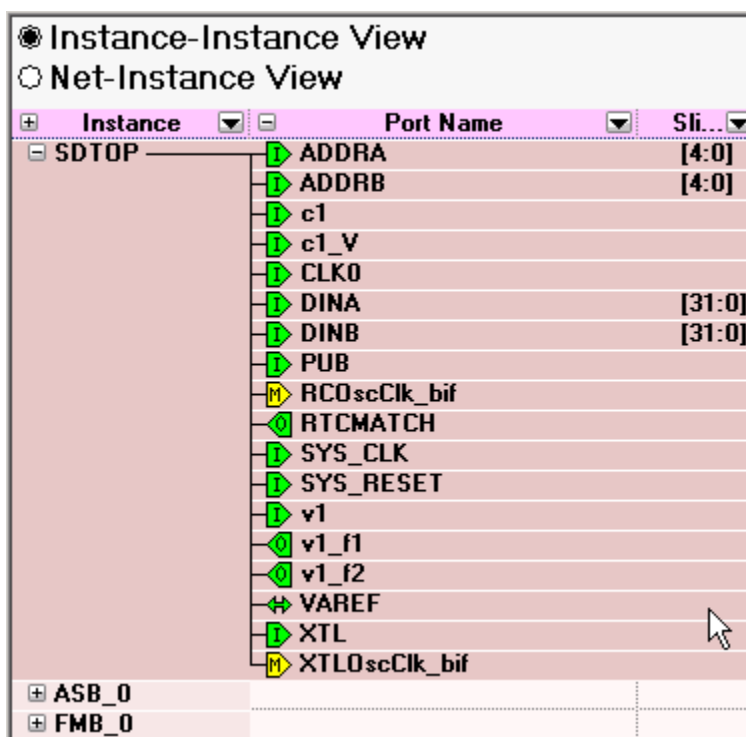 Instance-Instance View
Net-Instance View
Instance Port Name Sli...
SDTOP I ADDRA [4:0]
I ADDRB [4:0]
I c1
I c1_V
I CLK0
I DINA [31:0]
I DINB [31:0]
I PUB
M RCOscClk_bif
O RTCMATCH
I SYS_CLK
I SYS_RESET
I v1
O v1_f1
O v1_f2
VAREF
I XTL
M XTLOscClk_bif
ASB_0
FMB_0